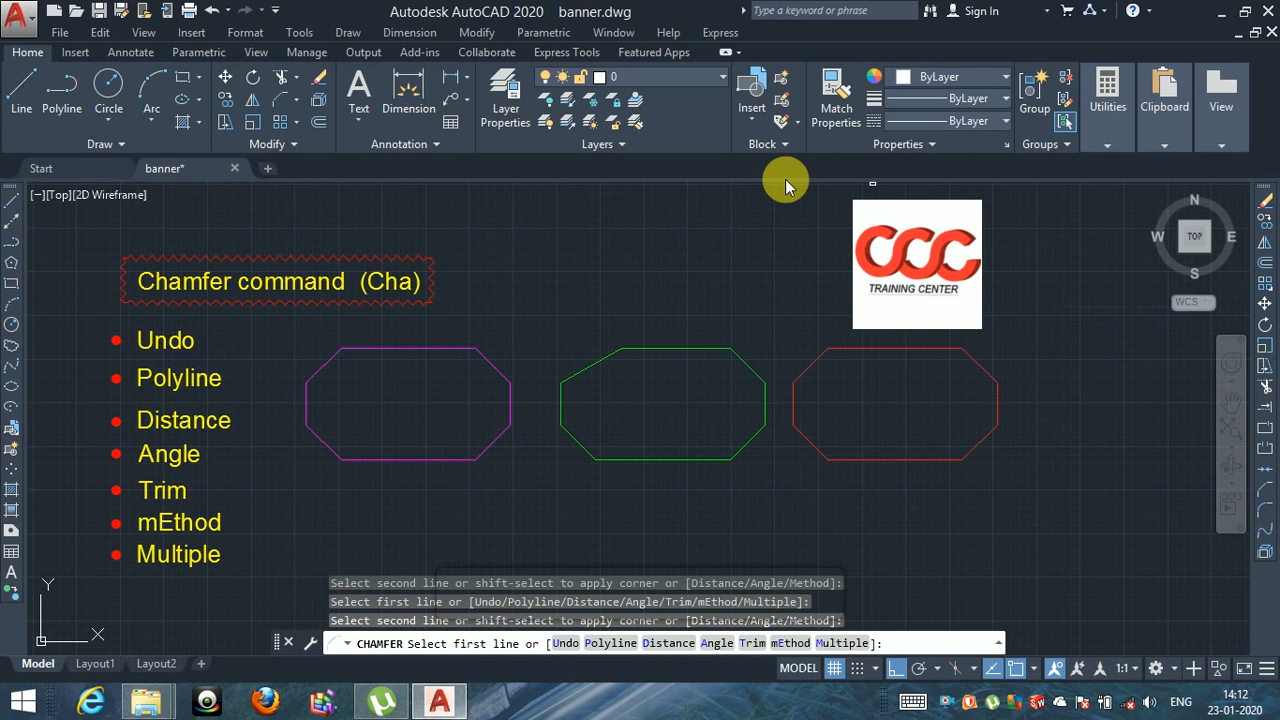 Autodesk AutoCAD 2020 banner.dwg
Type a keyword or phrase
Sign In
File Edit View Insert Format Tools Draw Dimension Modify Parametric Window Help Express
Home Insert Annotate Parametric View Manage Output Add-ins Collaborate Express Tools Featured Apps
Line Polyline Circle Arc
Text Dimension
Layer Properties
0
Insert
Match Properties
ByLayer
ByLayer
ByLayer
Group
Utilities
Clipboard
View
Draw Modify Annotation Layers Block Properties Groups
Start banner*
[−][Top][2D Wireframe]
N
W TOP E
S
WCS
CCC
TRAINING CENTER
Chamfer command (Cha)
Undo
Polyline
Distance
Angle
Trim
mEthod
Multiple
Y
X
Select second line or shift-select to apply corner or [Distance/Angle/Method]:
Select first line or [Undo/Polyline/Distance/Angle/Trim/mEthod/Multiple]:
Select second line or shift-select to apply corner or [Distance/Angle/Method]:
CHAMFER Select first line or [Undo Polyline Distance Angle Trim mEthod Multiple]:
Model Layout1 Layout2
MODEL
1:1
ENG
14:12
23-01-2020